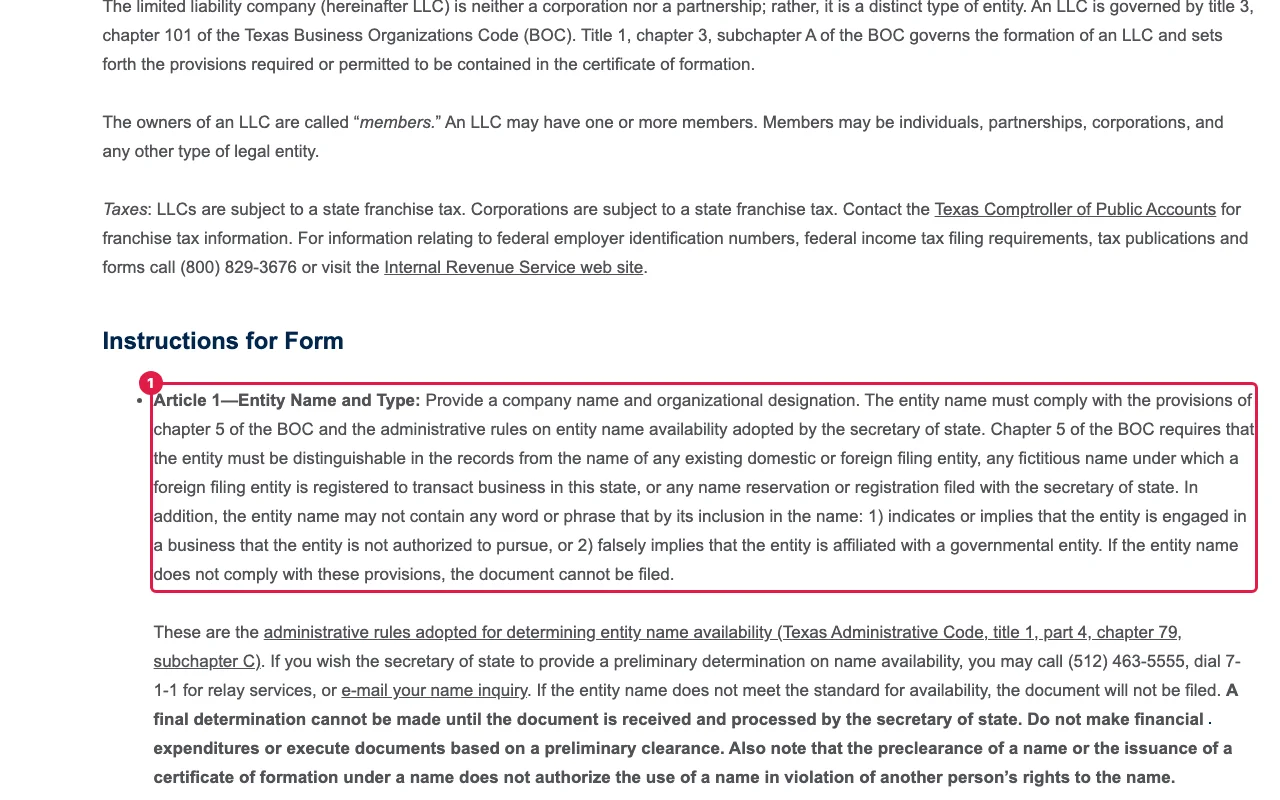 The limited liability company (hereinafter LLC) is neither a corporation nor a partnership; rather, it is a distinct type of entity. An LLC is governed by title 3,
chapter 101 of the Texas Business Organizations Code (BOC). Title 1, chapter 3, subchapter A of the BOC governs the formation of an LLC and sets
forth the provisions required or permitted to be contained in the certificate of formation.
The owners of an LLC are called “members.” An LLC may have one or more members. Members may be individuals, partnerships, corporations, and
any other type of legal entity.
Taxes: LLCs are subject to a state franchise tax. Corporations are subject to a state franchise tax. Contact the Texas Comptroller of Public Accounts for
franchise tax information. For information relating to federal employer identification numbers, federal income tax filing requirements, tax publications and
forms call (800) 829-3676 or visit the Internal Revenue Service web site.
Instructions for Form
1
• Article 1—Entity Name and Type: Provide a company name and organizational designation. The entity name must comply with the provisions of
chapter 5 of the BOC and the administrative rules on entity name availability adopted by the secretary of state. Chapter 5 of the BOC requires that
the entity must be distinguishable in the records from the name of any existing domestic or foreign filing entity, any fictitious name under which a
foreign filing entity is registered to transact business in this state, or any name reservation or registration filed with the secretary of state. In
addition, the entity name may not contain any word or phrase that by its inclusion in the name: 1) indicates or implies that the entity is engaged in
a business that the entity is not authorized to pursue, or 2) falsely implies that the entity is affiliated with a governmental entity. If the entity name
does not comply with these provisions, the document cannot be filed.
These are the administrative rules adopted for determining entity name availability (Texas Administrative Code, title 1, part 4, chapter 79,
subchapter C). If you wish the secretary of state to provide a preliminary determination on name availability, you may call (512) 463-5555, dial 7-
1-1 for relay services, or e-mail your name inquiry. If the entity name does not meet the standard for availability, the document will not be filed. A
final determination cannot be made until the document is received and processed by the secretary of state. Do not make financial .
expenditures or execute documents based on a preliminary clearance. Also note that the preclearance of a name or the issuance of a
certificate of formation under a name does not authorize the use of a name in violation of another person’s rights to the name.